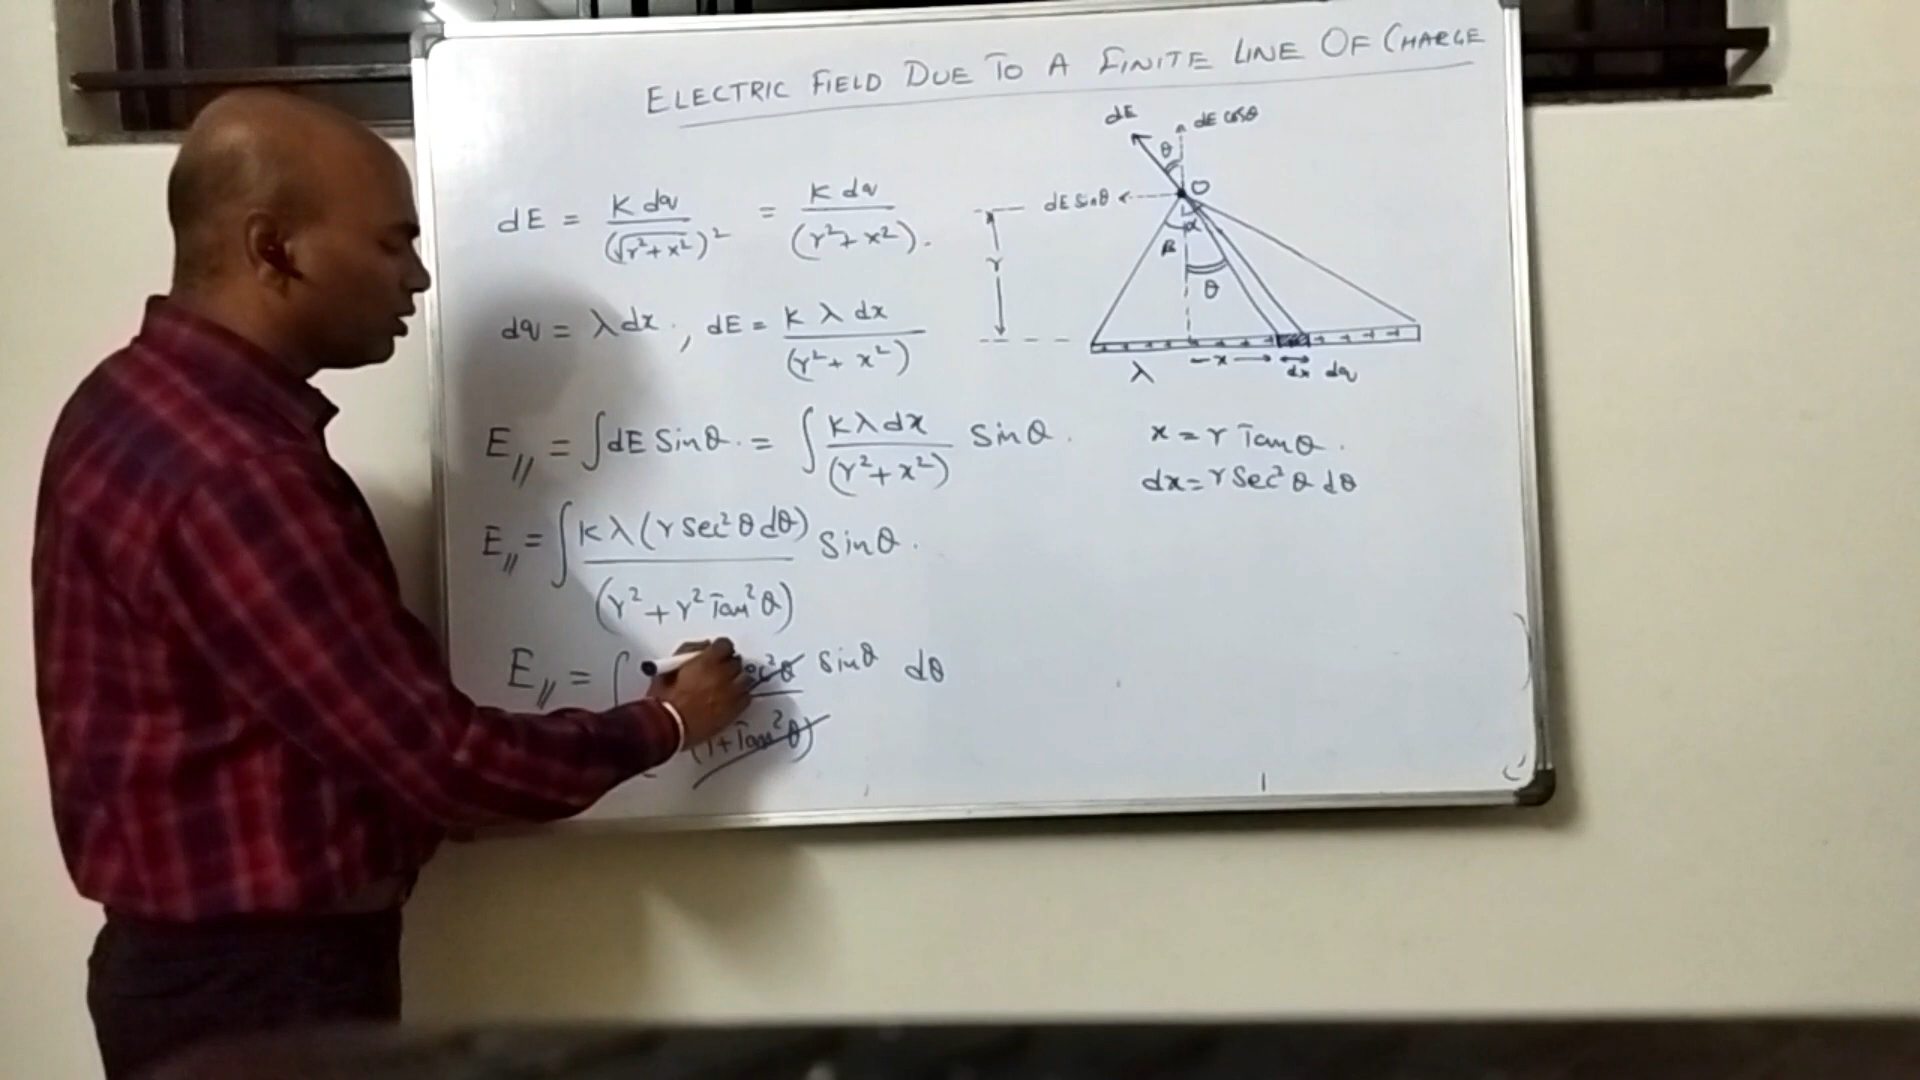 ELECTRIC FIELD DUE TO A FINITE LINE OF CHARGE
dE = K dq / (√r²+x²)² = K dq / (r²+x²).
dq = λdx, dE = K λ dx / (r²+x²)
E// = ∫dE Sinθ. = ∫ Kλdx / (r²+x²) Sinθ.
E// = ∫ Kλ(r Sec²θ dθ) / (r²+r² Tan²θ) Sinθ.
E// = ∫ Sinθ dθ
(1+Tan²θ)
dE
dE cosθ
θ
O
dE Sinθ
α
β
r
θ
λ
x
dx dq
x = r Tanθ.
dx = r Sec²θ dθ